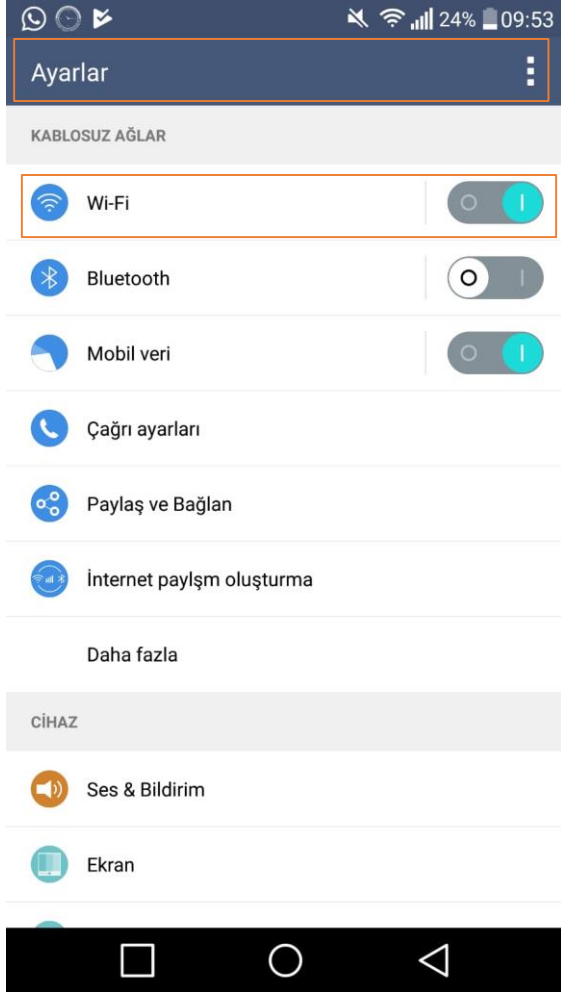 24% 09:53
Ayarlar
KABLOSUZ AĞLAR
Wi-Fi
Bluetooth
Mobil veri
Çağrı ayarları
Paylaş ve Bağlan
İnternet paylşm oluşturma
Daha fazla
CİHAZ
Ses & Bildirim
Ekran